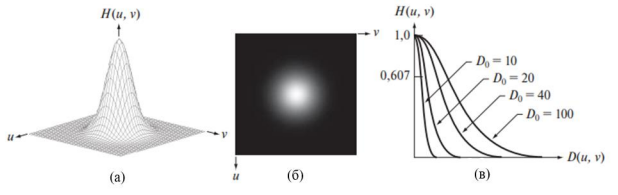 H(u, v)
u
v
(а)
v
u
(б)
H(u, v)
1,0
0,607
D₀ = 10
D₀ = 20
D₀ = 40
D₀ = 100
D(u, v)
(в)